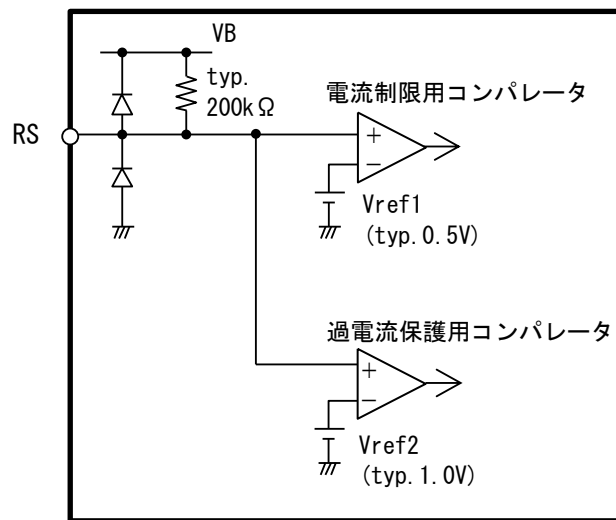 VB
typ.
200kΩ
RS
電流制限用コンパレータ
+
−
Vref1
(typ.0.5V)
過電流保護用コンパレータ
+
−
Vref2
(typ.1.0V)